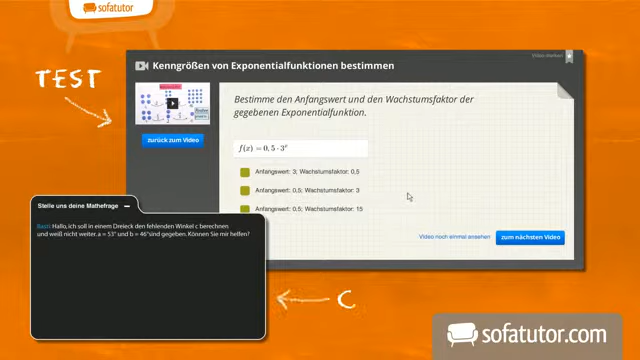 sofatutor
Video merken
Kenngrößen von Exponentialfunktionen bestimmen
TEST
Bestimme den Anfangswert und den Wachstumsfaktor der
gegebenen Exponentialfunktion.
zurück zum Video
f(x) = 0,5 · 3ˣ
Anfangswert: 3; Wachstumsfaktor: 0,5
Anfangswert: 0,5; Wachstumsfaktor: 3
Anfangswert: 0,5; Wachstumsfaktor: 15
Video noch einmal ansehen
zum nächsten Video
Stelle uns deine Mathefrage
Basti: Hallo, ich soll in einem Dreieck den fehlenden Winkel c berechnen
und weiß nicht weiter. a = 53° und b = 46° sind gegeben. Können Sie mir helfen?
C
sofatutor.com